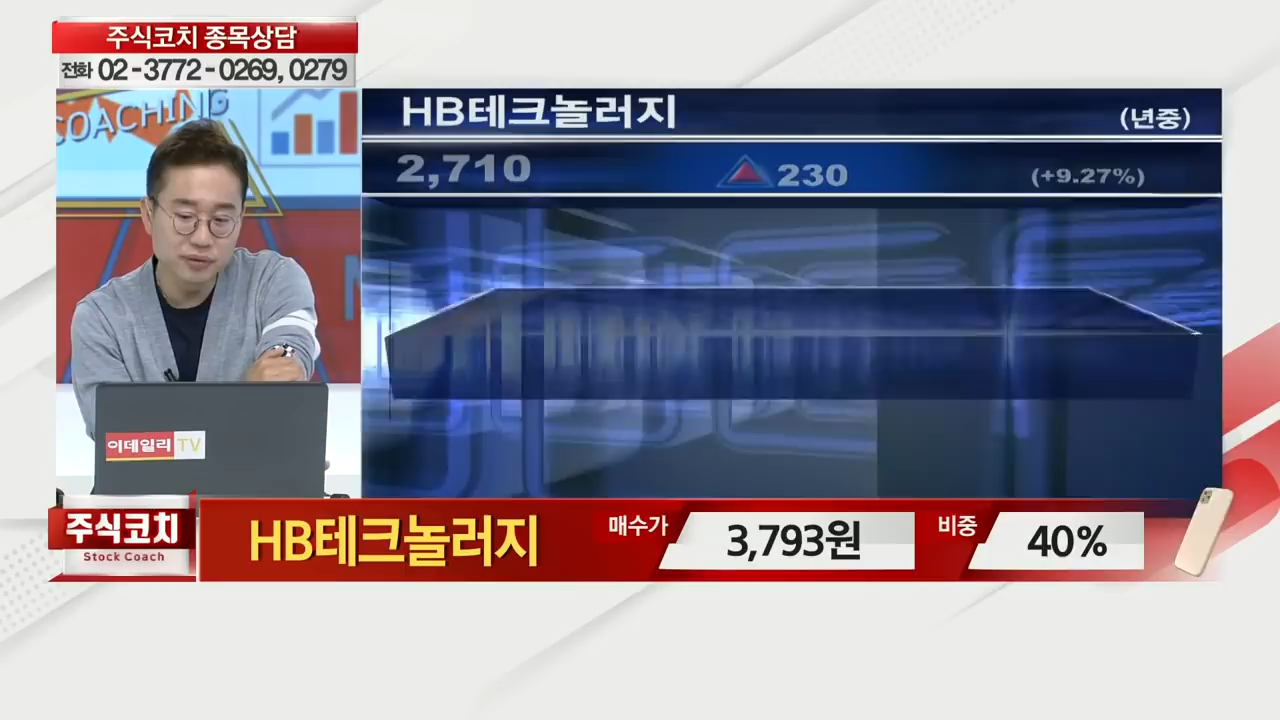 주식코치 종목상담
전화 02-3772-0269, 0279
COACHING
HB테크놀러지
(년중)
2,710
▲230
(+9.27%)
이데일리 TV
주식코치
Stock Coach
HB테크놀러지
매수가
3,793원
비중
40%